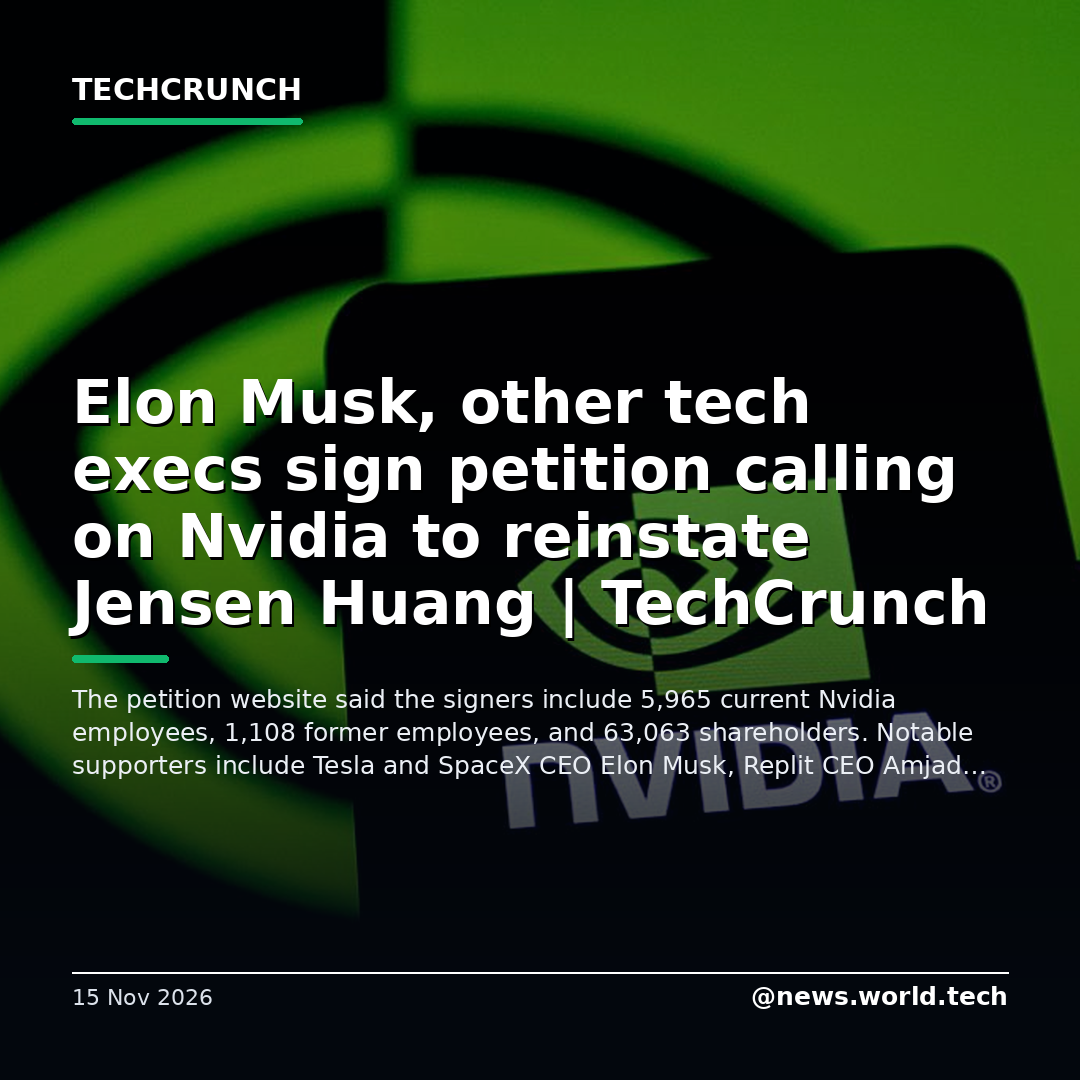 TECHCRUNCH
Elon Musk, other tech
execs sign petition calling
on Nvidia to reinstate
Jensen Huang | TechCrunch
The petition website said the signers include 5,965 current Nvidia
employees, 1,108 former employees, and 63,063 shareholders. Notable
supporters include Tesla and SpaceX CEO Elon Musk, Replit CEO Amjad...
nVIDIA®
15 Nov 2026
@news.world.tech